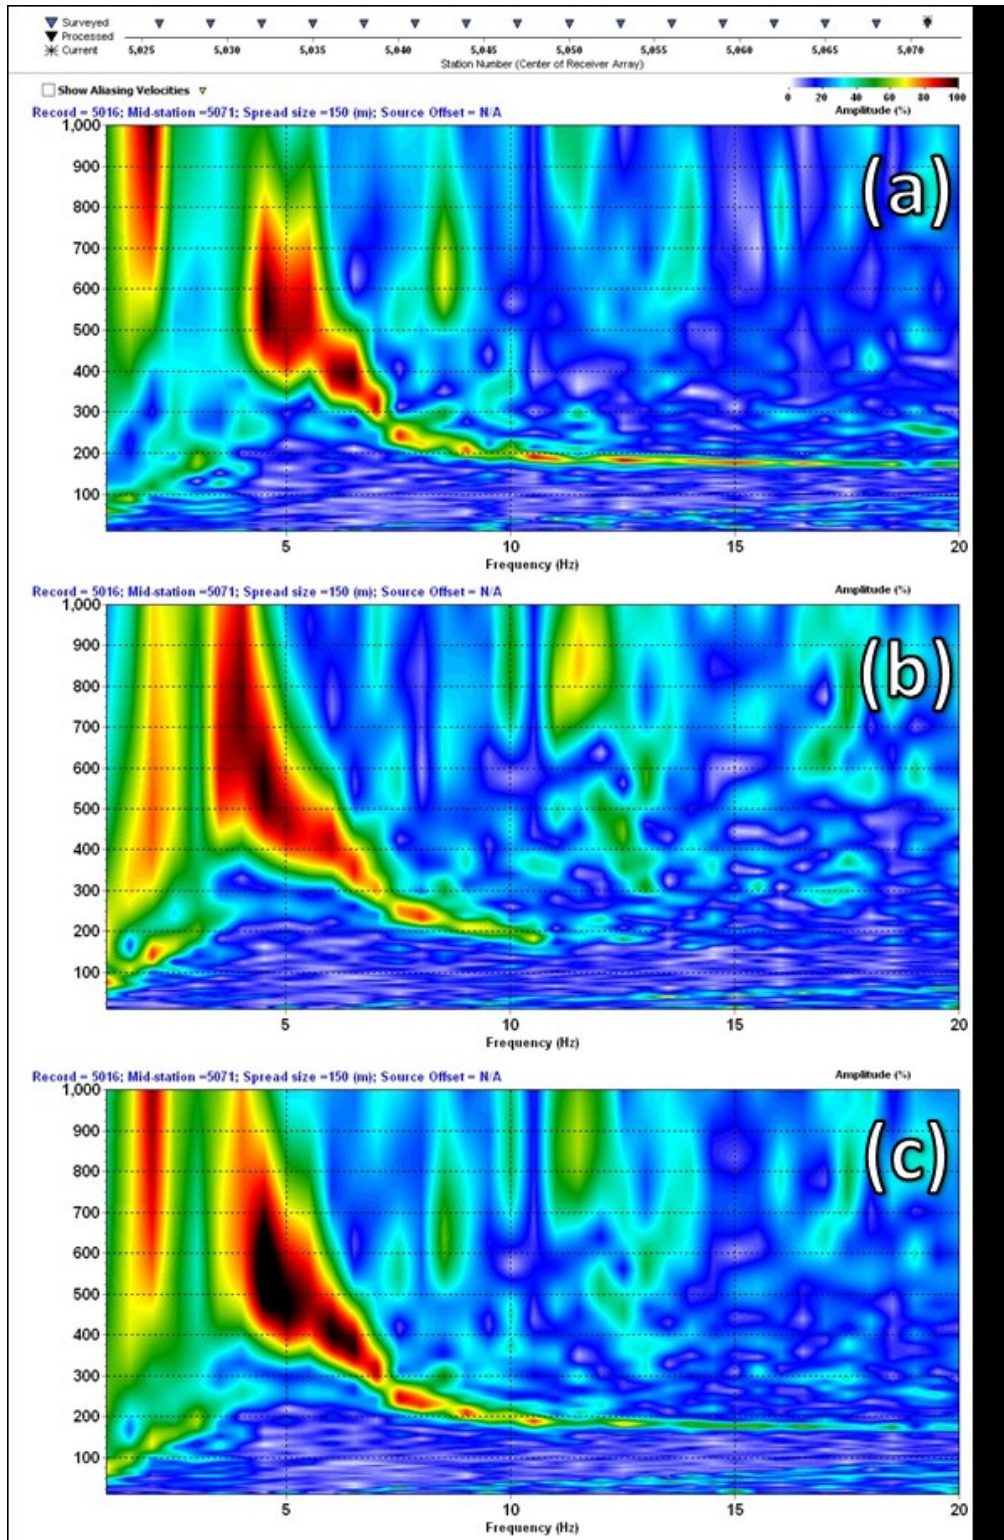 Surveyed
Processed
Current
5,025 5,030 5,035 5,040 5,045 5,050 5,055 5,060 5,065 5,070
Station Number (Center of Receiver Array)
Show Aliasing Velocities
0 20 40 60 80 100
Amplitude (%)
Record = 5016; Mid-station =5071; Spread size =150 (m); Source Offset = N/A
1,000
(a)
900
800
700
600
500
400
300
200
100
5 10 15 20
Frequency (Hz)
Record = 5016; Mid-station =5071; Spread size =150 (m); Source Offset = N/A
Amplitude (%)
1,000
(b)
900
800
700
600
500
400
300
200
100
5 10 15 20
Frequency (Hz)
Record = 5016; Mid-station =5071; Spread size =150 (m); Source Offset = N/A
Amplitude (%)
1,000
(c)
900
800
700
600
500
400
300
200
100
5 10 15 20
Frequency (Hz)